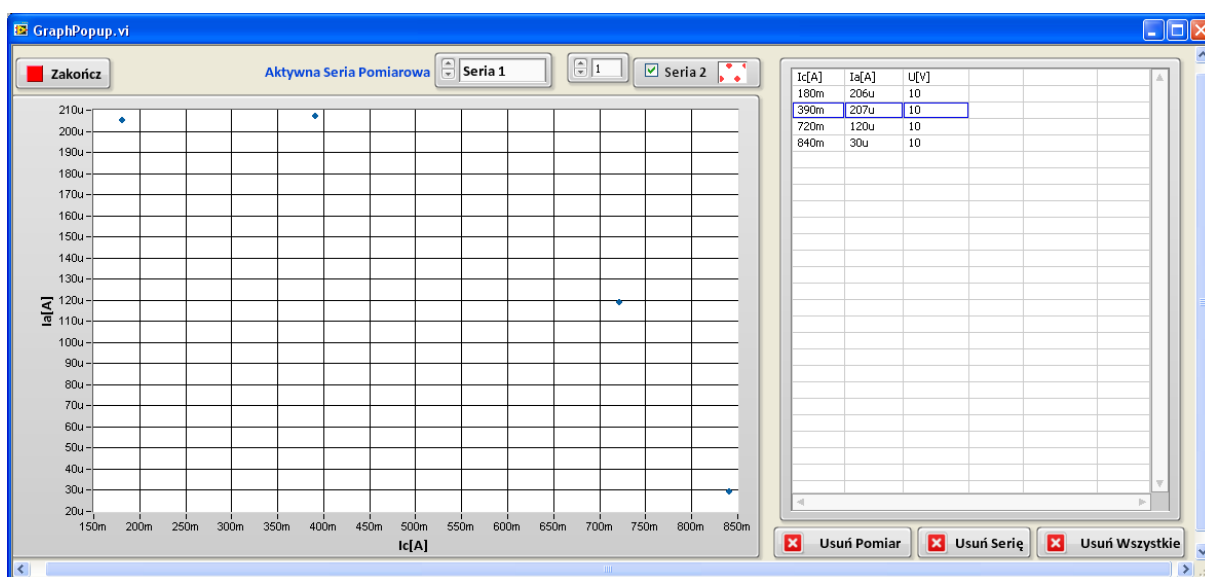 GraphPopup.vi
Zakończ
Aktywna Seria Pomiarowa
Seria 1
1
Seria 2
Ic[A] Ia[A] U[V]
180m 206u 10
390m 207u 10
720m 120u 10
840m 30u 10
210u
200u
190u
180u
170u
160u
150u
140u
130u
120u
110u
100u
90u
80u
70u
60u
50u
40u
30u
20u
Ia[A]
150m 200m 250m 300m 350m 400m 450m 500m 550m 600m 650m 700m 750m 800m 850m
Ic[A]
Usuń Pomiar
Usuń Serię
Usuń Wszystkie